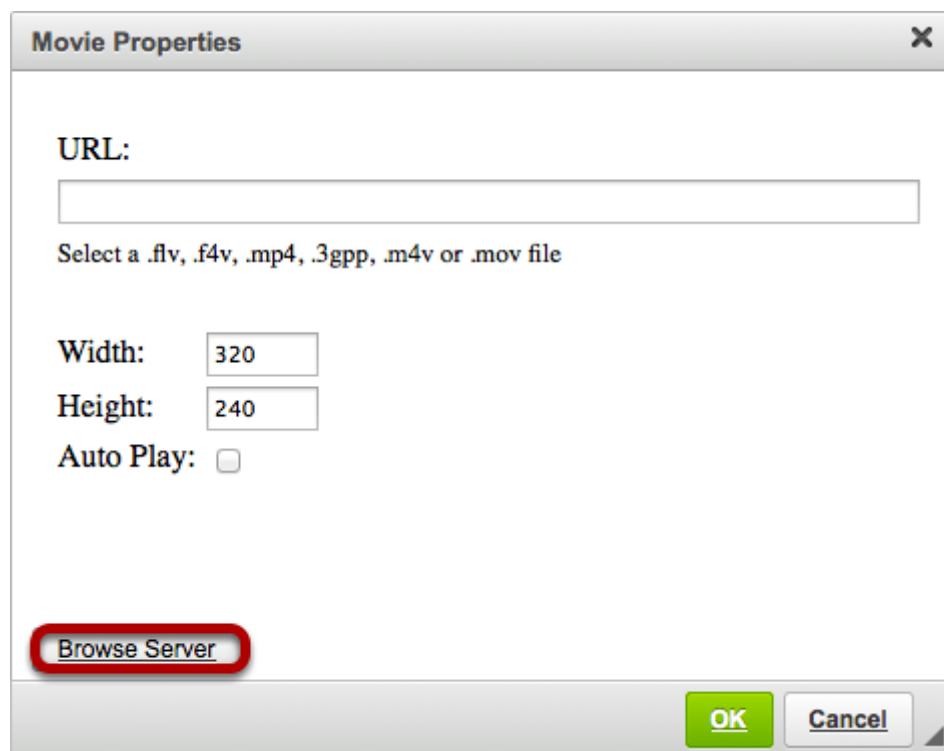 Movie Properties
URL:
Select a .flv, .f4v, .mp4, .3gpp, .m4v or .mov file
Width: 320
Height: 240
Auto Play:
Browse Server
OK Cancel